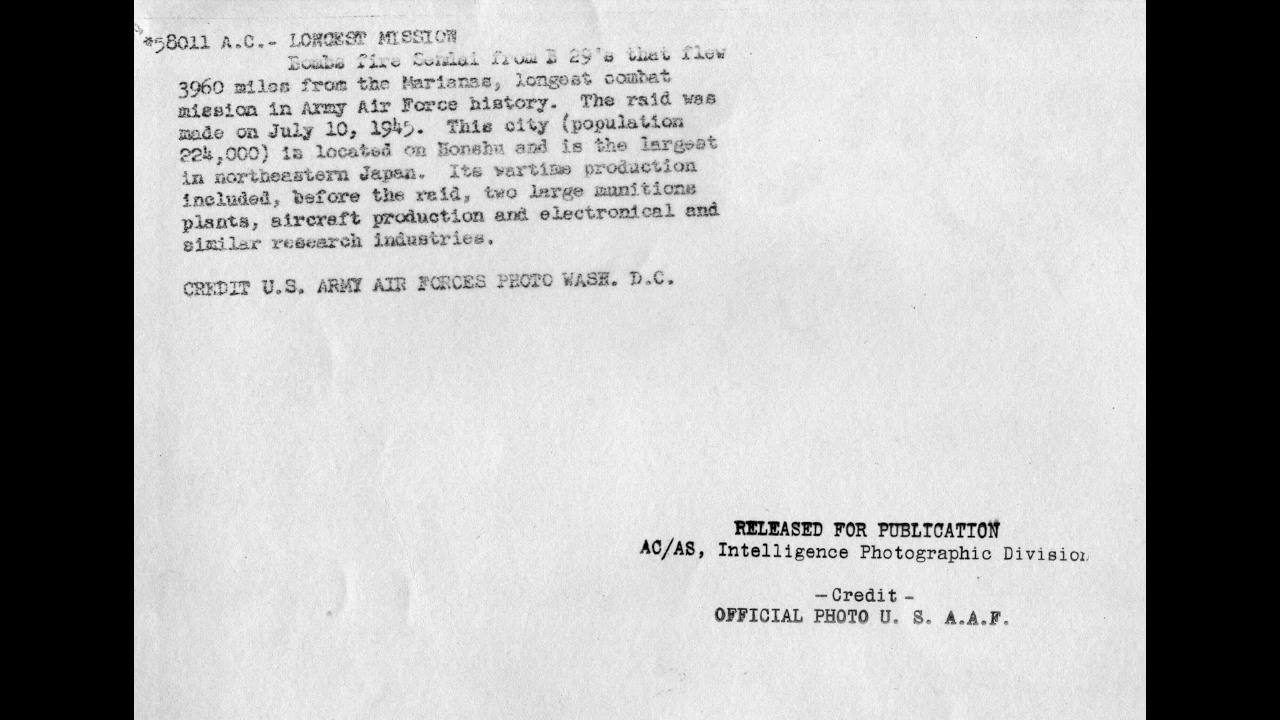 *58011 A.C.- LONGEST MISSION
Bombs fire Sendai from B 29's that flew
3960 miles from the Marianas, longest combat
mission in Army Air Force history. The raid was
made on July 10, 1945. This city (population
224,000) is located on Honshu and is the largest
in northeastern Japan. Its wartime production
included, before the raid, two large munitions
plants, aircraft production and electronical and
similar research industries.
CREDIT U.S. ARMY AIR FORCES PHOTO WASH. D.C.
RELEASED FOR PUBLICATION
AC/AS, Intelligence Photographic Division
—Credit—
OFFICIAL PHOTO U. S. A.A.F.